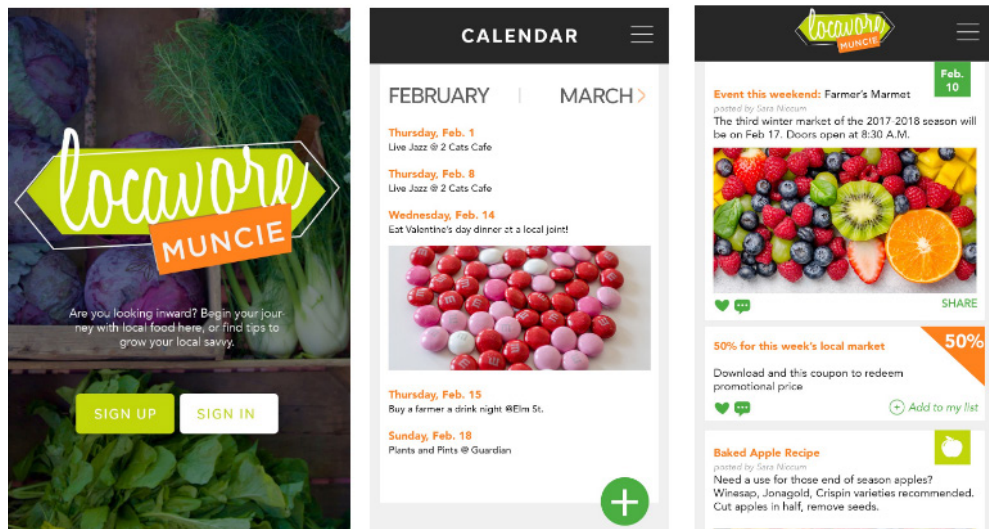 locavore
MUNCIE
Are you looking inward? Begin your jour-
ney with local food here, or find tips to
grow your local savvy.
SIGN UP
SIGN IN
CALENDAR
FEBRUARY | MARCH >
Thursday, Feb. 1
Live Jazz @ 2 Cats Cafe
Thursday, Feb. 8
Live Jazz @ 2 Cats Cafe
Wednesday, Feb. 14
Eat Valentine's day dinner at a local joint!
Thursday, Feb. 15
Buy a farmer a drink night @Elm St.
Sunday, Feb. 18
Plants and Pints @ Guardian
locavore
MUNCIE
Feb.
10
Event this weekend: Farmer's Marmet
posted by Sara Niccum
The third winter market of the 2017-2018 season will
be on Feb 17. Doors open at 8:30 A.M.
SHARE
50% for this week's local market
50%
Download and this coupon to redeem
promotional price
Add to my list
Baked Apple Recipe
posted by Sara Niccum
Need a use for those end of season apples?
Winesap, Jonagold, Crispin varieties recommended.
Cut apples in half, remove seeds.